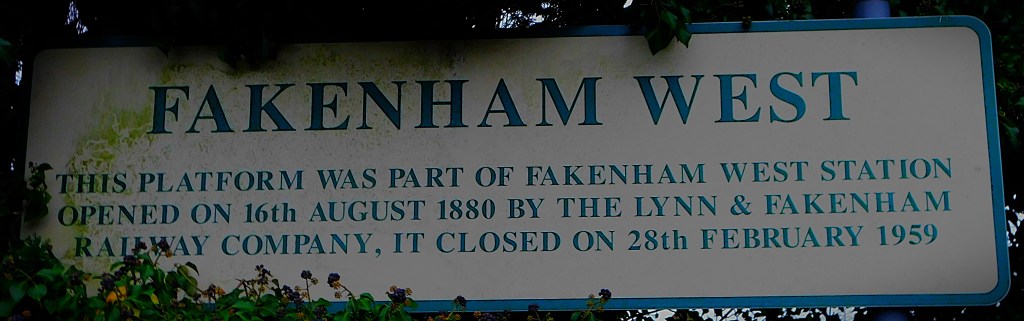 FAKENHAM WEST
THIS PLATFORM WAS PART OF FAKENHAM WEST STATION
OPENED ON 16th AUGUST 1880 BY THE LYNN & FAKENHAM
RAILWAY COMPANY, IT CLOSED ON 28th FEBRUARY 1959